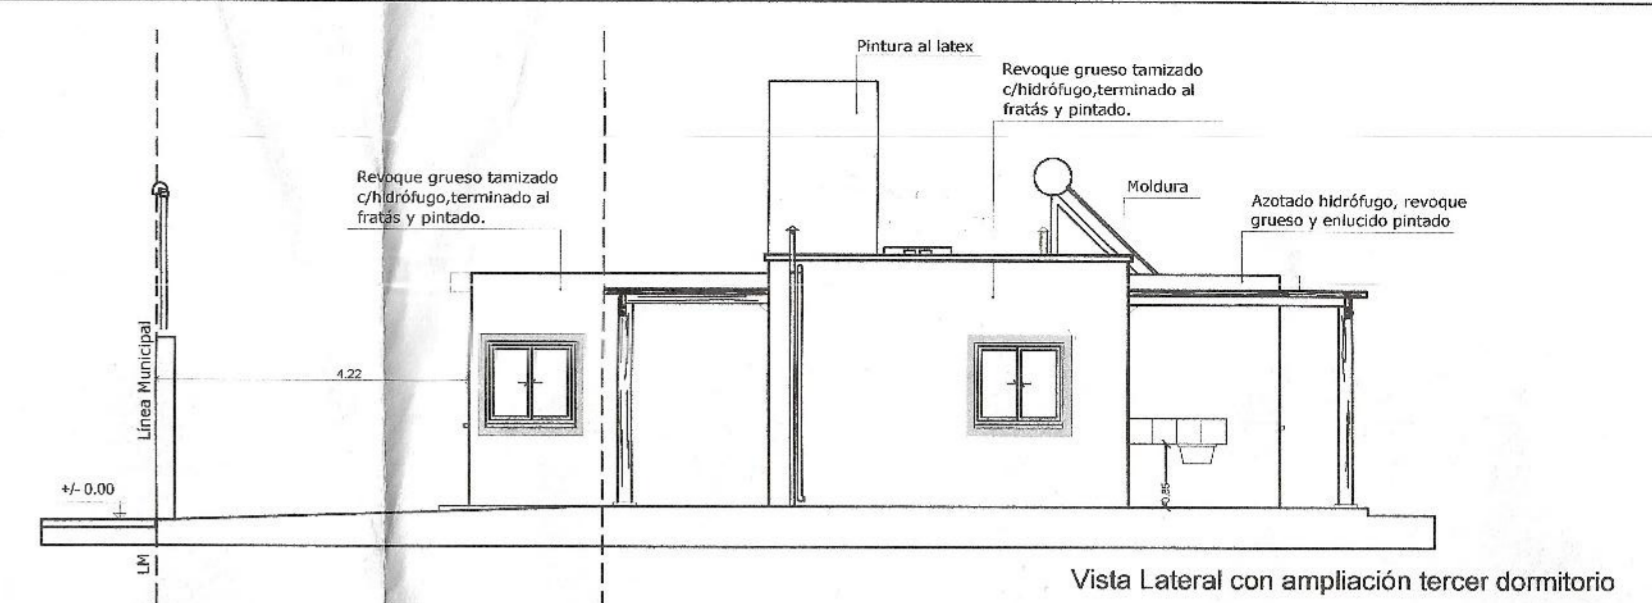 Pintura al latex
Revoque grueso tamizado
c/hidrófugo,terminado al
fratás y pintado.
Revoque grueso tamizado
c/hidrófugo,terminado al
fratás y pintado.
Moldura
Azotado hidrófugo, revoque
grueso y enlucido pintado
Línea Municipal
4.22
+/- 0.00
0.85
LM
Vista Lateral con ampliación tercer dormitorio